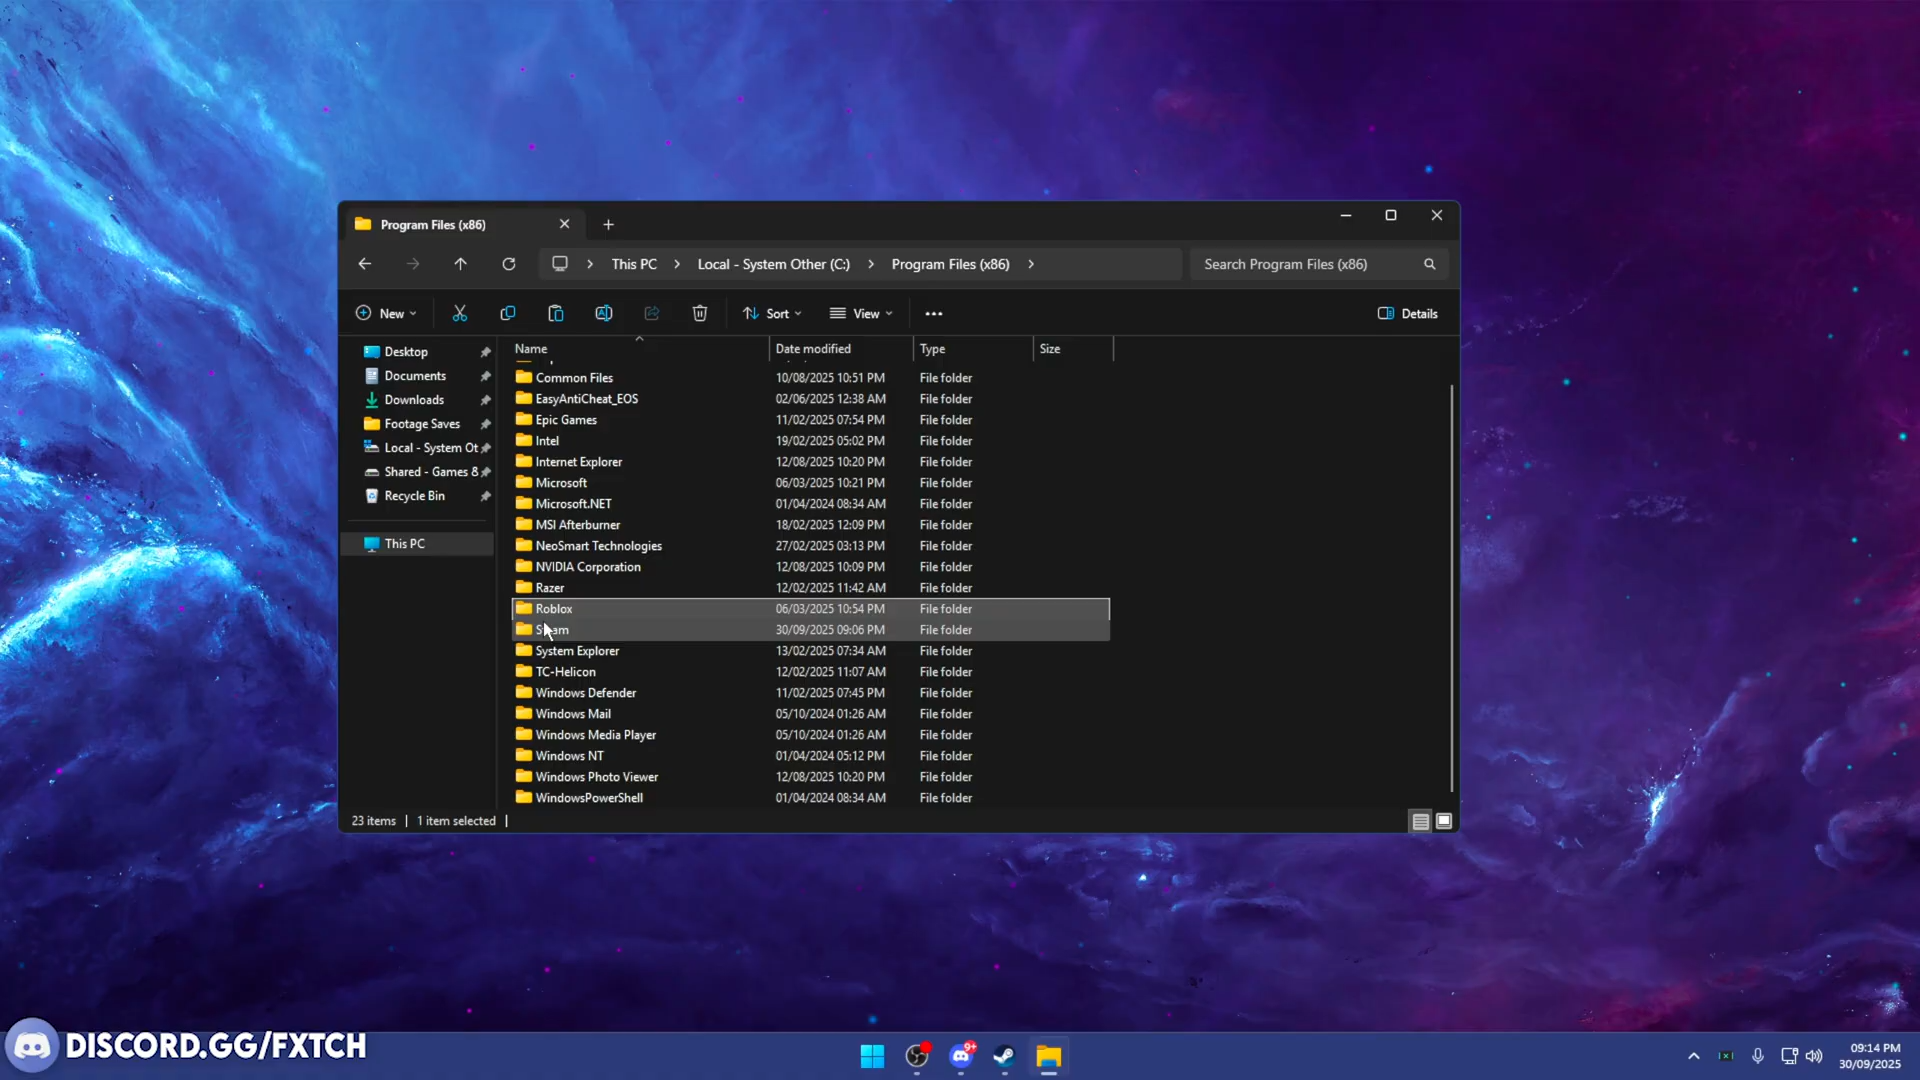 Program Files (x86)
This PC > Local - System Other (C:) > Program Files (x86) >
Search Program Files (x86)
New
Sort
View
Details
Name Date modified Type Size
Desktop
Documents
Downloads
Footage Saves
Local - System Ot
Shared - Games &
Recycle Bin
This PC
Common Files 10/08/2025 10:51 PM File folder
EasyAntiCheat_EOS 02/06/2025 12:38 AM File folder
Epic Games 11/02/2025 07:54 PM File folder
Intel 19/02/2025 05:02 PM File folder
Internet Explorer 12/08/2025 10:20 PM File folder
Microsoft 06/03/2025 10:21 PM File folder
Microsoft.NET 01/04/2024 08:34 AM File folder
MSI Afterburner 18/02/2025 12:09 PM File folder
NeoSmart Technologies 27/02/2025 03:13 PM File folder
NVIDIA Corporation 12/08/2025 10:09 PM File folder
Razer 12/02/2025 11:42 AM File folder
Roblox 06/03/2025 10:54 PM File folder
Steam 30/09/2025 09:06 PM File folder
System Explorer 13/02/2025 07:34 AM File folder
TC-Helicon 12/02/2025 11:07 AM File folder
Windows Defender 11/02/2025 07:45 PM File folder
Windows Mail 05/10/2024 01:26 AM File folder
Windows Media Player 05/10/2024 01:26 AM File folder
Windows NT 01/04/2024 05:12 PM File folder
Windows Photo Viewer 12/08/2025 10:20 PM File folder
WindowsPowerShell 01/04/2024 08:34 AM File folder
23 items | 1 item selected |
DISCORD.GG/FXTCH
9+
09:14 PM
30/09/2025